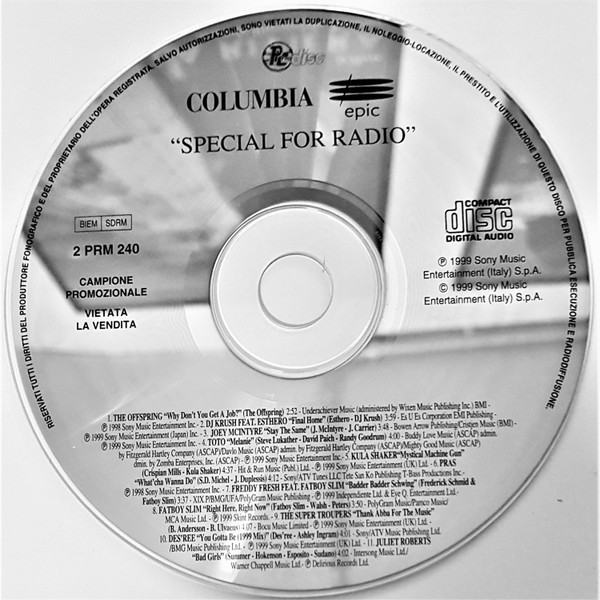 RISERVATI TUTTI I DIRITTI DEL PRODUTTORE FONOGRAFICO E DEL PROPRIETARIO DELL'OPERA REGISTRATA. SALVO AUTORIZZAZIONI, SONO VIETATI LA DUPLICAZIONE, IL NOLEGGIO-LOCAZIONE, IL PRESTITO E L'UTILIZZAZIONE DI QUESTO DISCO PER PUBBLICA ESECUZIONE E RADIODIFFUSIONE.
disc
COLUMBIA
epic
"SPECIAL FOR RADIO"
BIEM SDRM
2 PRM 240
CAMPIONE
PROMOZIONALE
VIETATA
LA VENDITA
COMPACT
disc
DIGITAL AUDIO
℗ 1999 Sony Music
Entertainment (Italy) S.p.A.
© 1999 Sony Music
Entertainment (Italy) S.p.A.
1. THE OFFSPRING "Why Don't You Get A Job?" (The Offspring) 2:52 - Underachiever Music (administered by Wixen Music Publishing Inc.) BMI -
℗ 1998 Sony Music Entertainment Inc. - 2. DJ KRUSH FEAT. ESTHERO "Final Home" (Esthero - DJ Krush) 3:59 - Es U Es Corporation EMI Publishing -
℗ 1999 Sony Music Entertainment (Japan) Inc. - 3. JOEY MCINTYRE "Stay The Same" (J. McIntyre - J. Carrier) 3:48 - Bowen Arrow Publishing/Cristien Music (BMI) -
℗ 1999 Sony Music Entertainment Inc. - 4. TOTO "Melanie" (Steve Lukather - David Paich - Randy Goodrum) 4:00 - Buddy Love Music (ASCAP) admin.
by Fitzgerald Hartley Company (ASCAP)/Davlo Music (ASCAP) admin. by Fitzgerald Hartley Company (ASCAP)/Mighty Good Music (ASCAP)
admin. by Zomba Enterprises, Inc. (ASCAP) - ℗ Sony Music Entertainment Inc. - 5. KULA SHAKER "Mystical Machine Gun"
(Crispian Mills - Kula Shaker) 4:37 - Hit & Run Music (Publ.) Ltd. - ℗ 1999 Sony Music Entertainment (UK) Ltd. - 6. PRAS
"What'cha Wanna Do" (S.D. Michel - J. Duplessis) 4:12 - Sony/ATV Tunes LLC Tete San Ko Publishing T-Bass Productions Inc. -
℗ 1998 Sony Music Entertainment Inc. - 7. FREDDY FRESH FEAT. FATBOY SLIM "Badder Badder Schwing" (Frederick Schmid &
Fatboy Slim) 3:37 - XIX/PBMG/UFA/PolyGram Music Publishing - ℗ 1999 Independiente Ltd. & Eye Q. Entertainment Ltd. -
8. FATBOY SLIM "Right Here, Right Now" (Fatboy Slim - Walsh - Peters) 3:50 - PolyGram Music/Pamco Music/
MCA Music Ltd. - ℗ 1999 Skint Records. - 9. THE SUPER TROUPERS "Thank Abba For The Music"
(B. Andersson - B. Ulvaeus) 4:07 - Bocu Music Limited - ℗ 1999 Sony Music Entertainment (UK) Ltd. -
10. DES'REE "You Gotta Be (1999 Mix)" (Des'ree - Ashley Ingram) 4:01 - Sony/ATV Music Publishing Ltd.
/BMG Music Publishing Ltd. - ℗ 1999 Sony Music Entertainment (UK) Ltd. - 11. JULIET ROBERTS
"Bad Girls" (Summer - Hokenson - Esposito - Sudano) 4:02 - Intersong Music Ltd./
Warner Chappell Music Ltd. - ℗ Delirious Records Ltd.